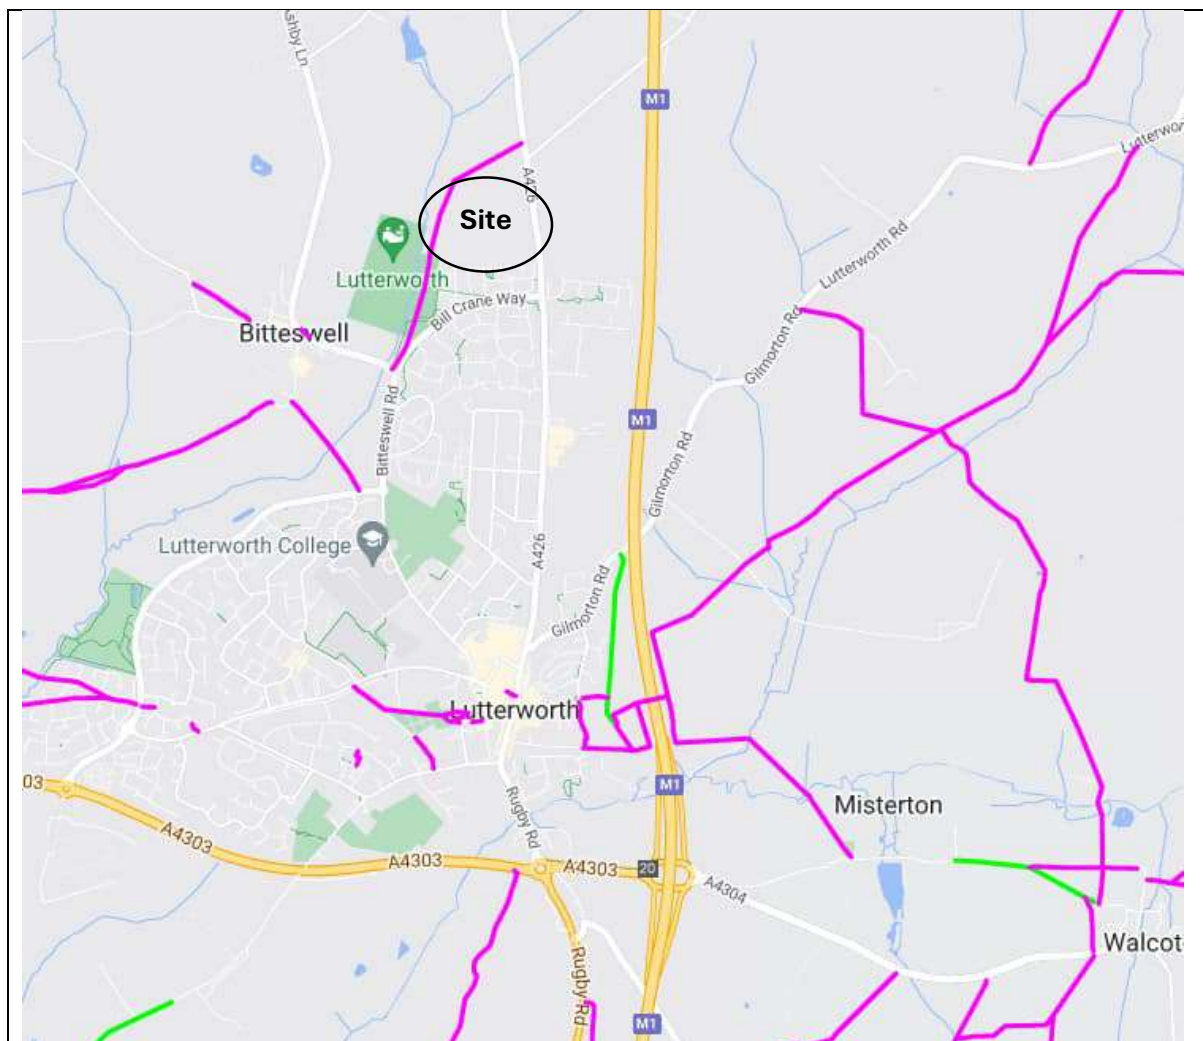 Ashby Ln
M1
A426
Lutterwor
Site
Lutterworth
Lutterworth Rd
Bill Crane Way
Bitteswell
Gilmorton Rd
M1
Bitteswell Rd
Gilmorton Rd
Lutterworth College
A426
Gilmorton Rd
Lutterworth
03
M1
Misterton
Rugby Rd
A4303
A4303
A4303
20
A4304
Walcot
Rugby Rd
M1